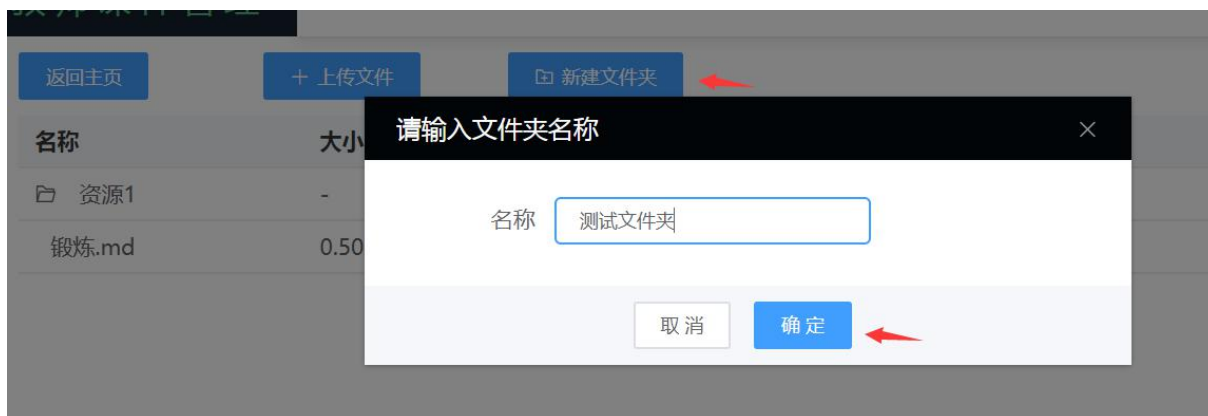 返回主页
+ 上传文件
新建文件夹
名称
大小
请输入文件夹名称
资源1
-
名称 测试文件夹
锻炼.md
0.50
取消
确定